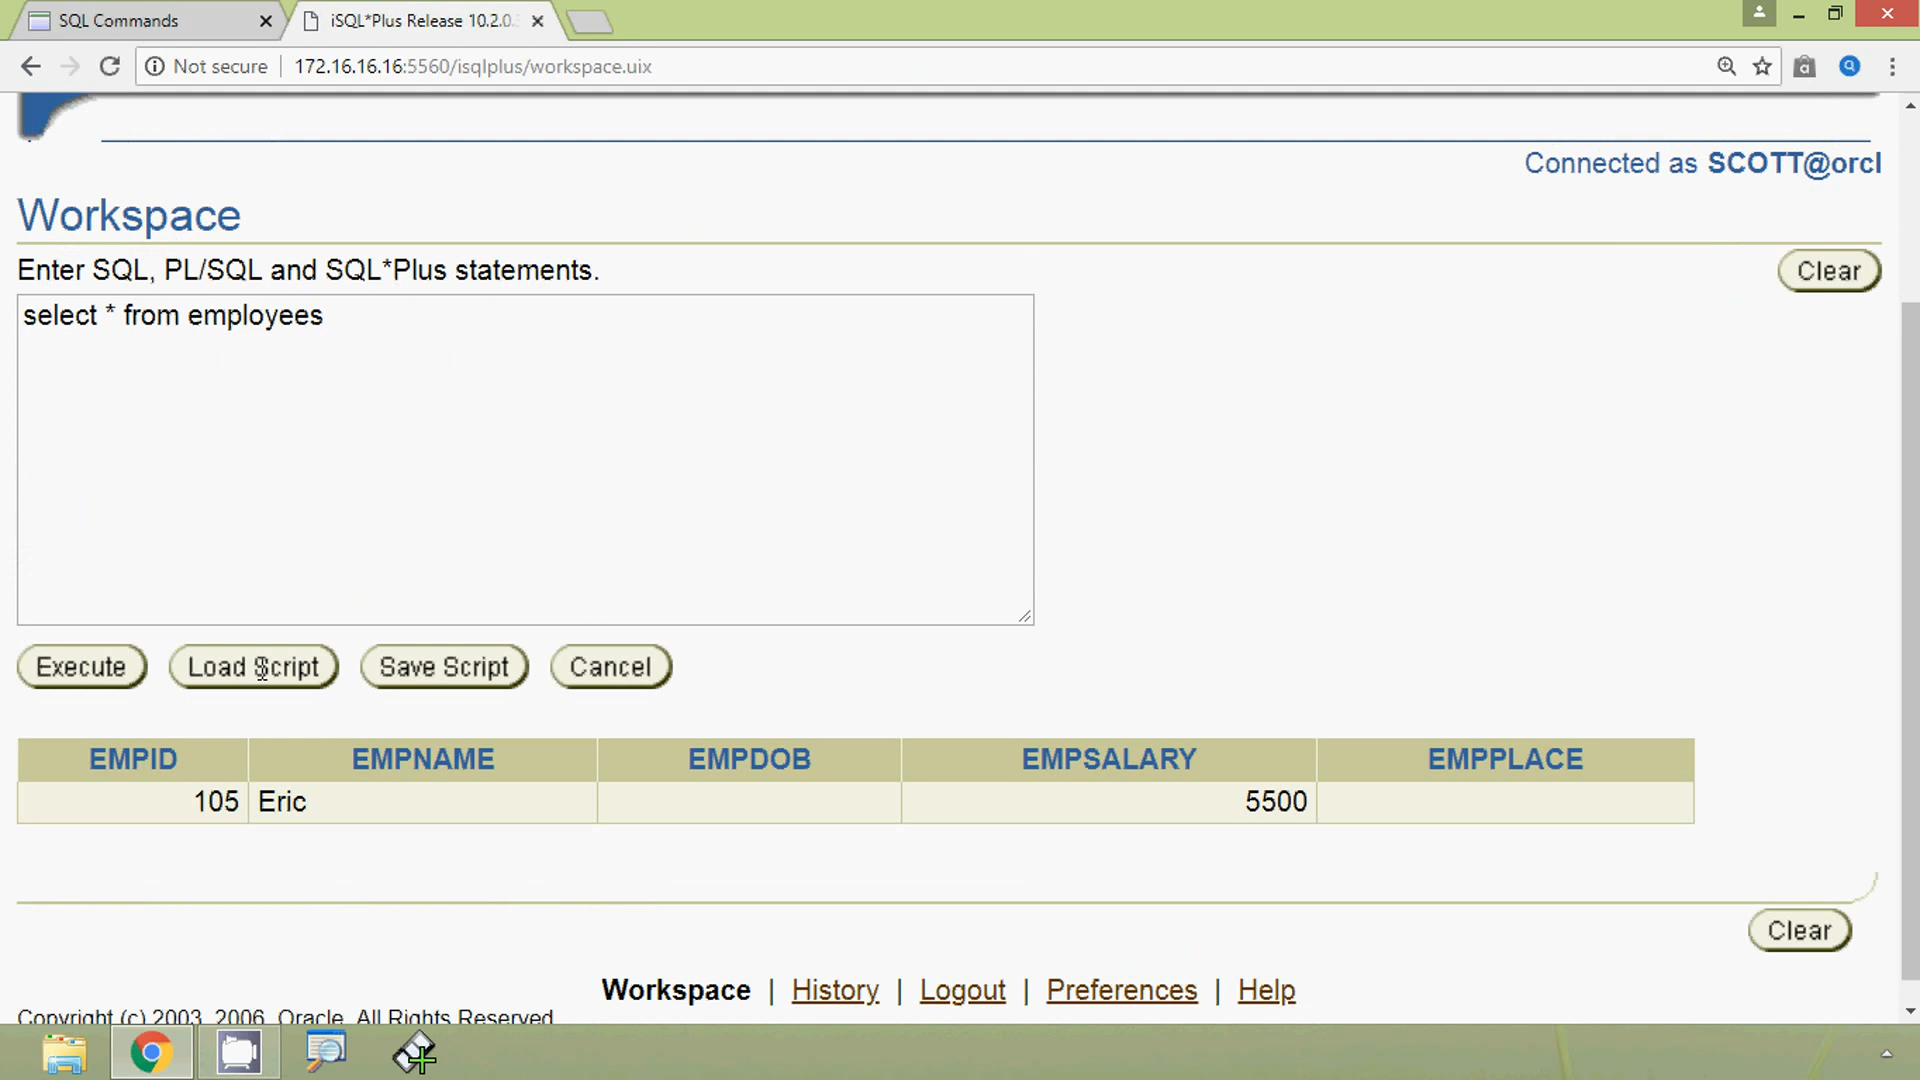 SQL Commands
iSQL*Plus Release 10.2.0.
Not secure 172.16.16.16:5560/isqlplus/workspace.uix
Connected as SCOTT@orcl
Workspace
Enter SQL, PL/SQL and SQL*Plus statements.
Clear
select * from employees
Execute Load Script Save Script Cancel
EMPID EMPNAME EMPDOB EMPSALARY EMPPLACE
105 Eric 5500
Clear
Workspace | History | Logout | Preferences | Help
Copyright (c) 2003, 2006, Oracle. All Rights Reserved.